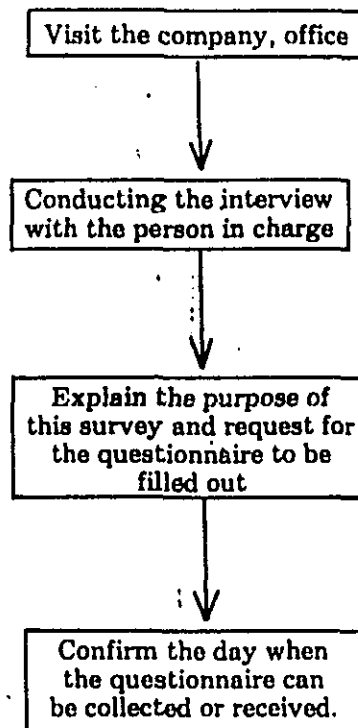 Visit the company, office
Conducting the interview
with the person in charge
Explain the purpose of
this survey and request for
the questionnaire to be
filled out
Confirm the day when
the questionnaire can
be collected or received.